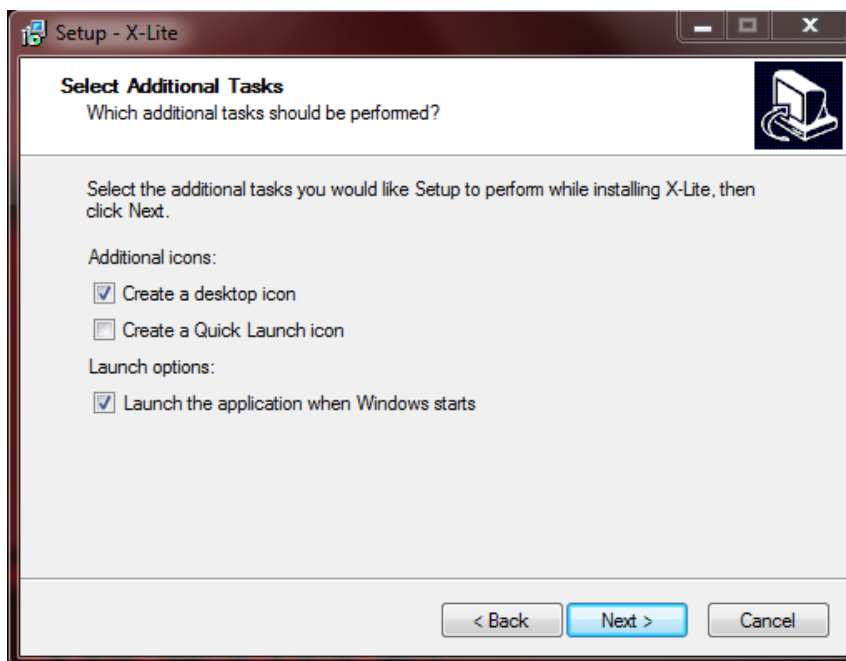 Setup - X-Lite
Select Additional Tasks
Which additional tasks should be performed?
Select the additional tasks you would like Setup to perform while installing X-Lite, then
click Next.
Additional icons:
Create a desktop icon
Create a Quick Launch icon
Launch options:
Launch the application when Windows starts
< Back Next > Cancel